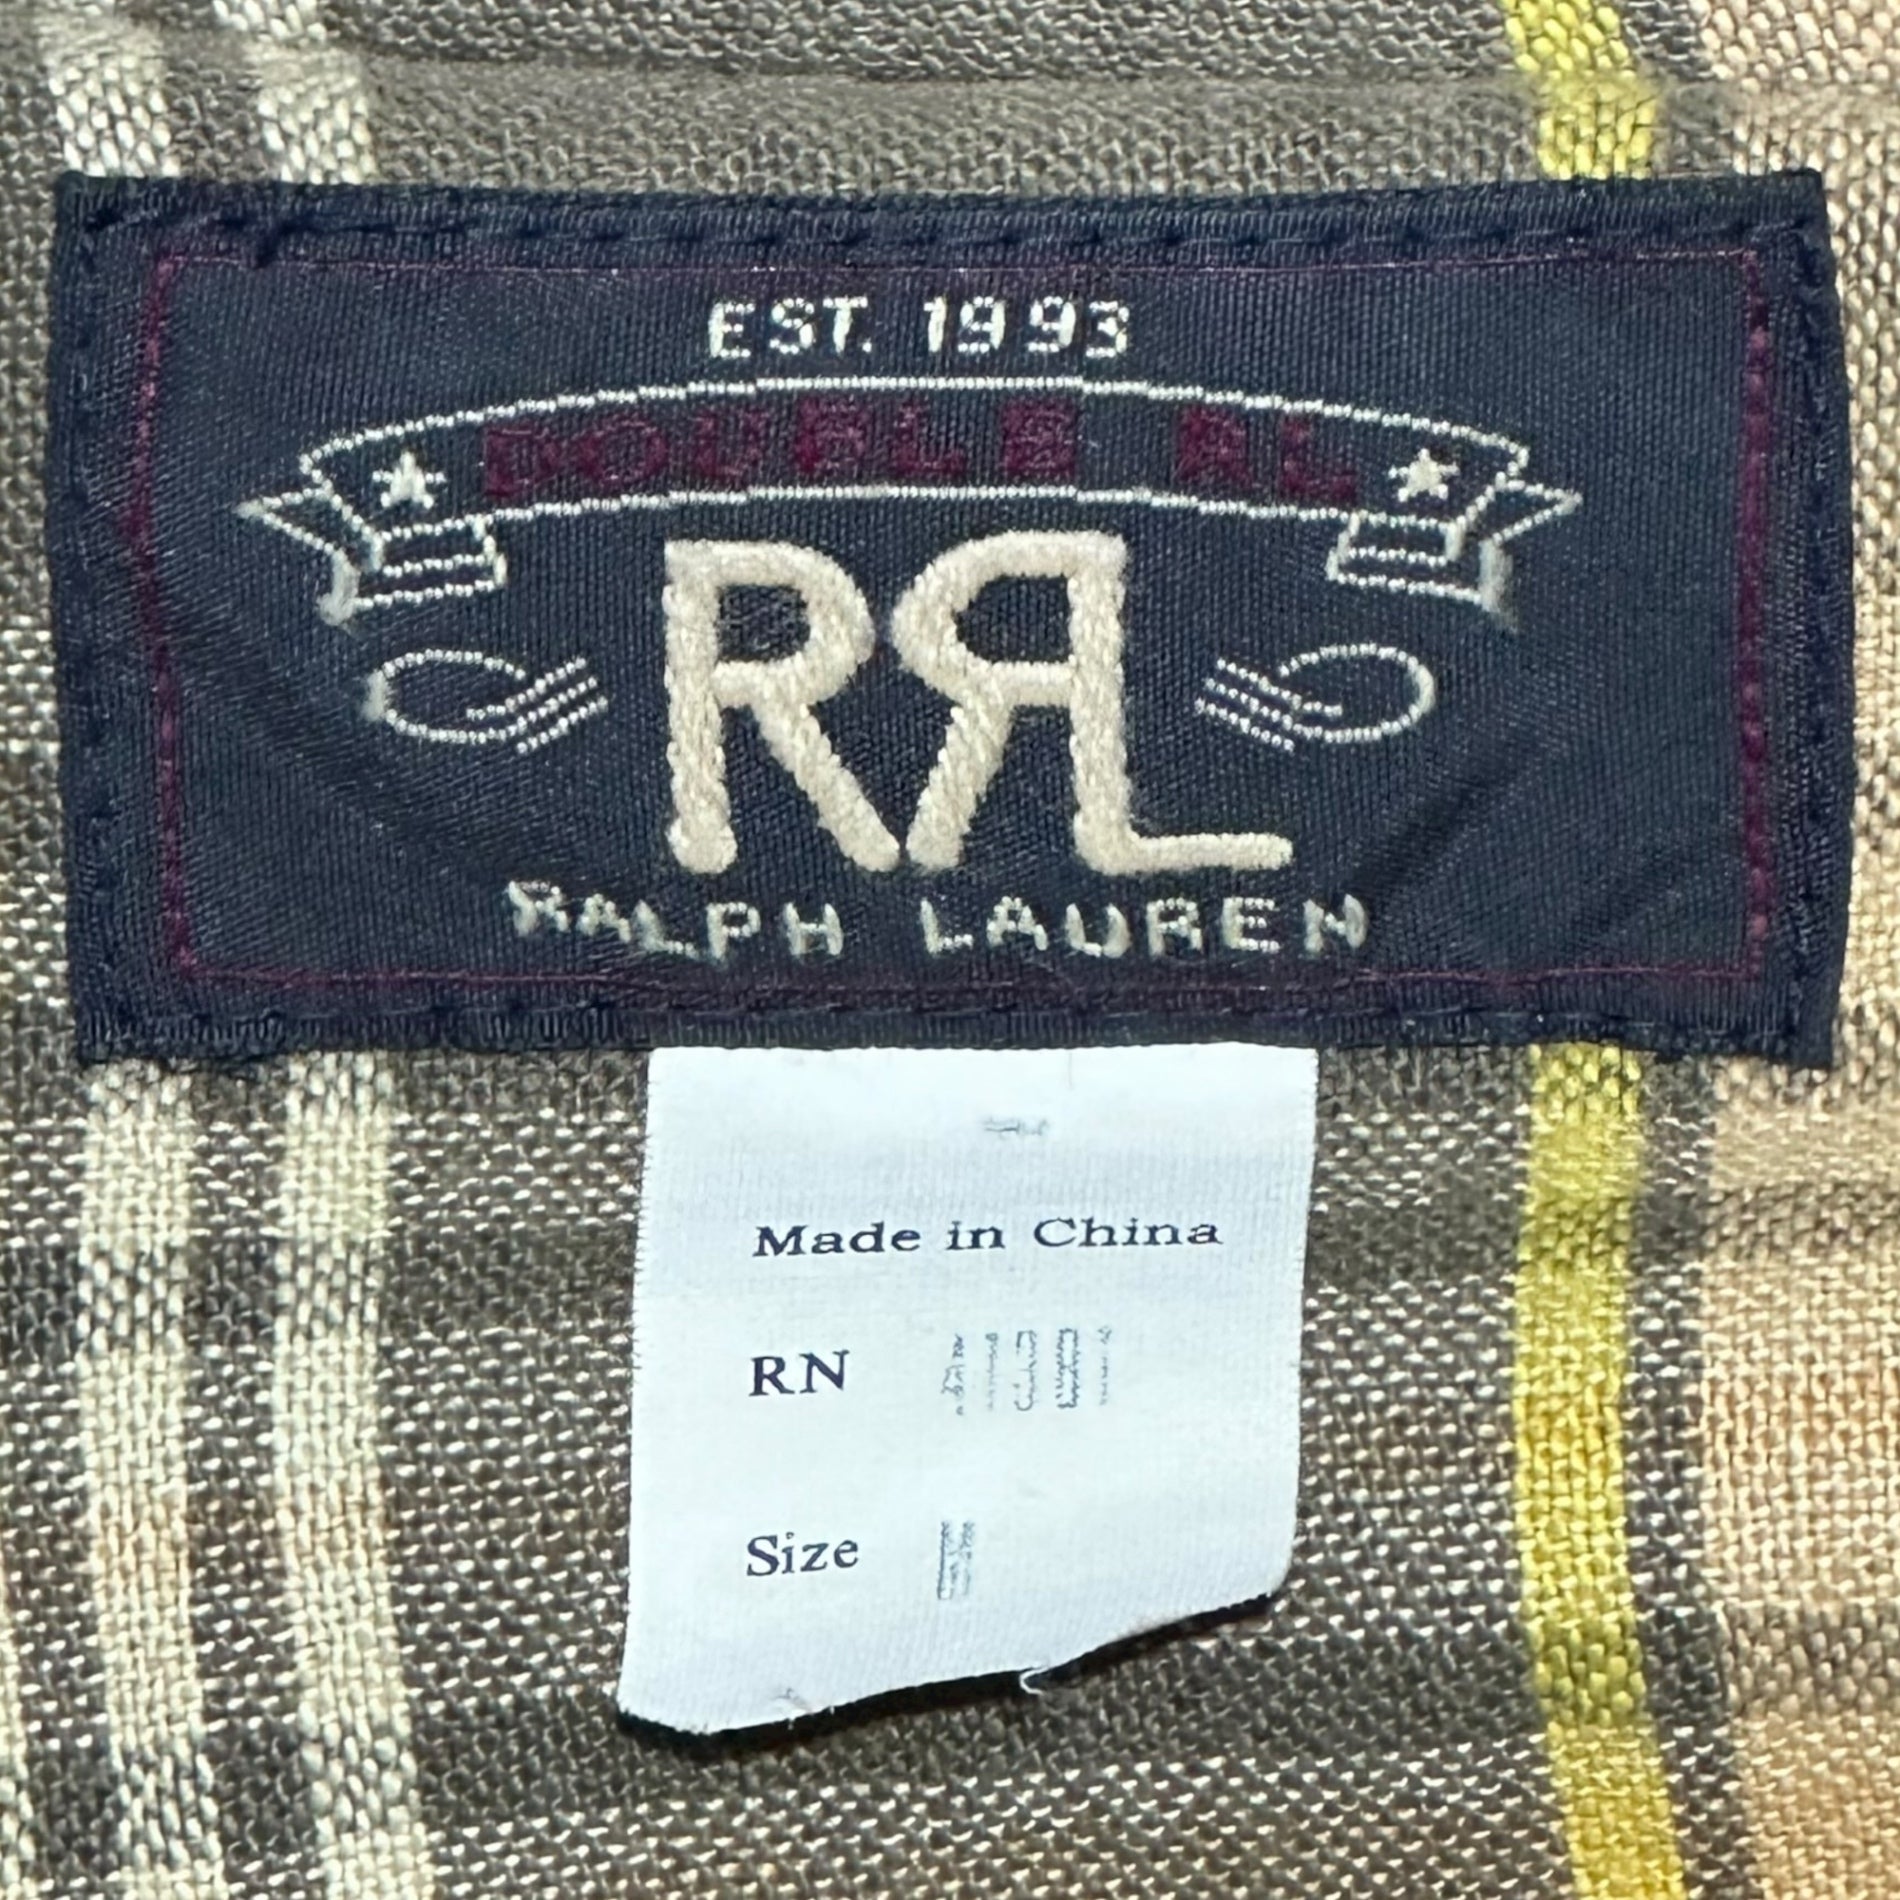 EST. 1993
DOUBLE RL
RRL
RALPH LAUREN
Made in China
RN
Size